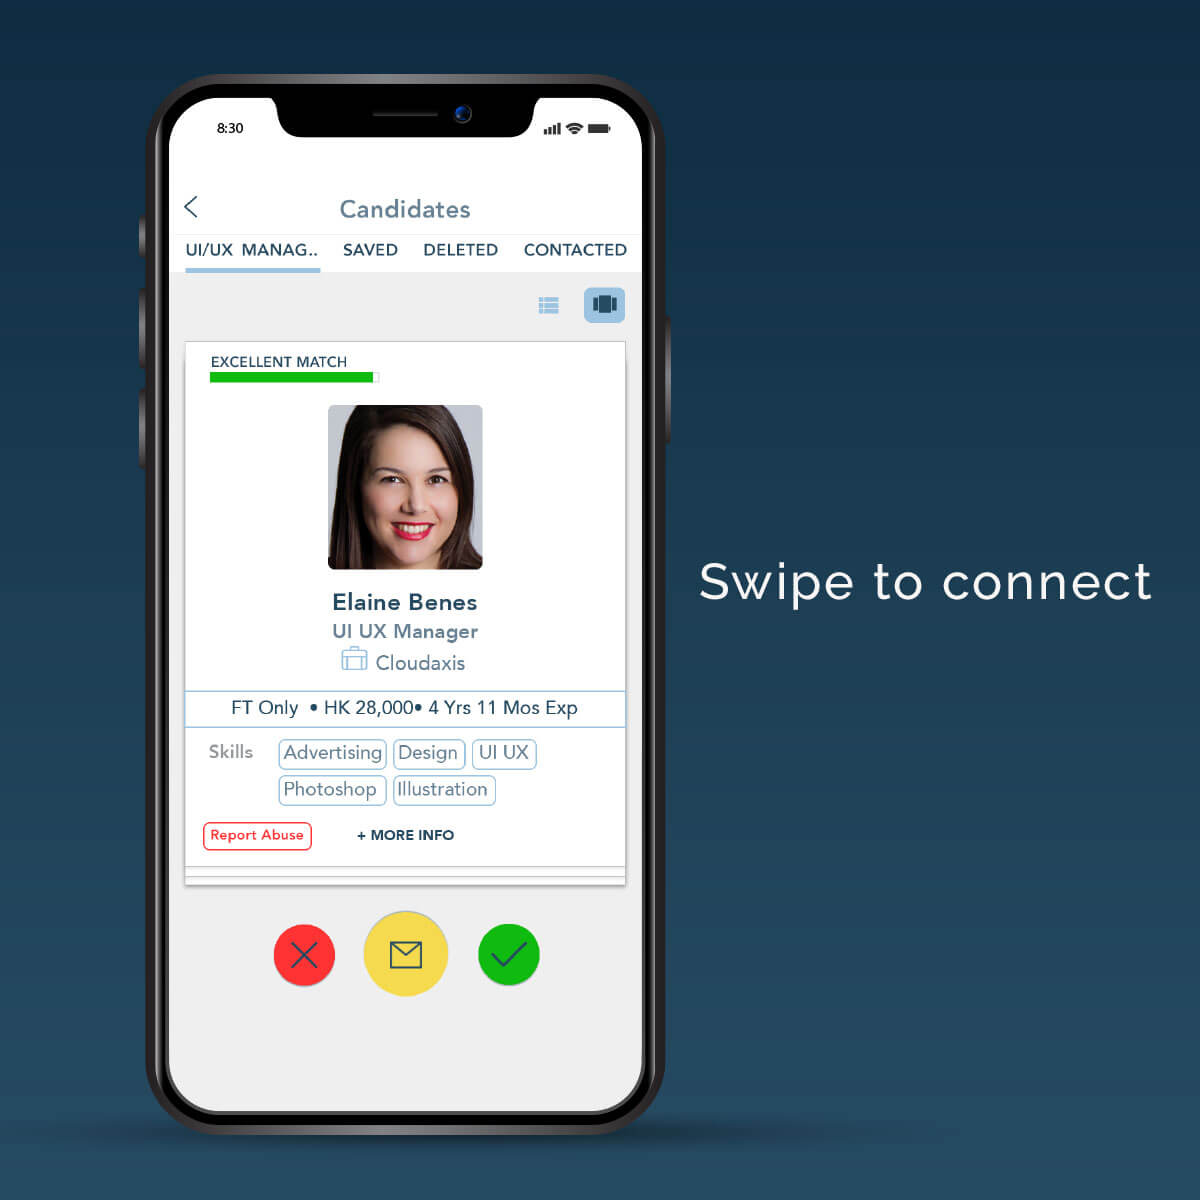 8:30
Candidates
UI/UX MANAG.. SAVED DELETED CONTACTED
EXCELLENT MATCH
Elaine Benes
UI UX Manager
Cloudaxis
FT Only • HK 28,000• 4 Yrs 11 Mos Exp
Skills Advertising Design UI UX
Photoshop Illustration
Report Abuse + MORE INFO
Swipe to connect